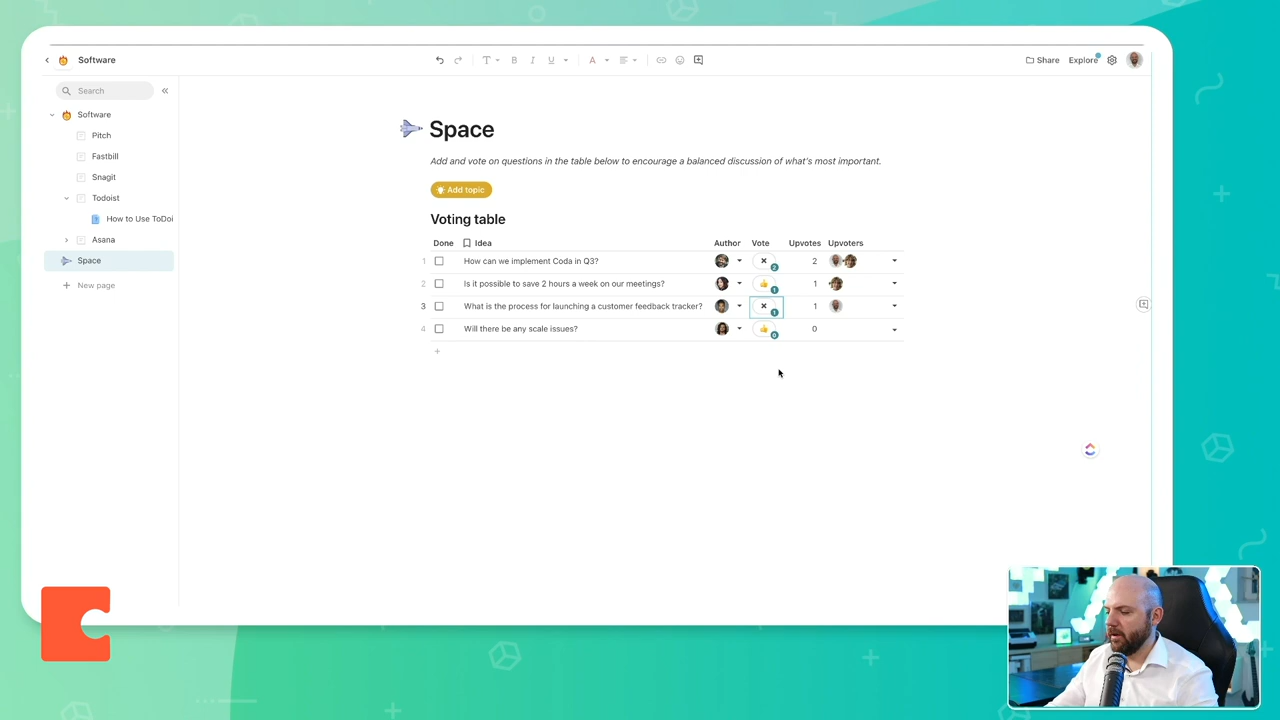 Software
Share
Explore
Search
Software
Pitch
Fastbill
Snagit
Todoist
How to Use ToDoi
Asana
Space
New page
Space
Add and vote on questions in the table below to encourage a balanced discussion of what's most important.
Add topic
Voting table
Done Idea Author Vote Upvotes Upvoters
1 How can we implement Coda in Q3? 2 2
2 Is it possible to save 2 hours a week on our meetings? 1 1
3 What is the process for launching a customer feedback tracker? 1 1
4 Will there be any scale issues? 0 0